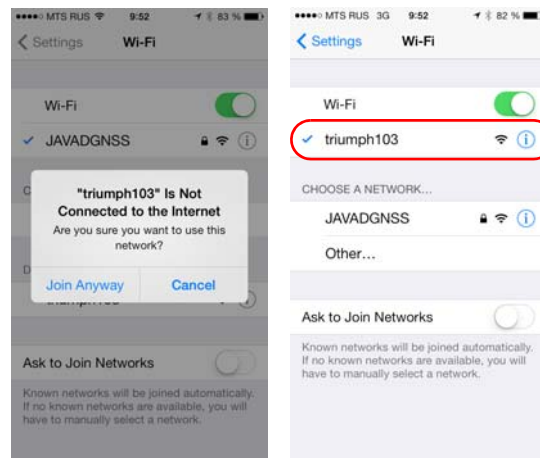 MTS RUS 9:52 83 %
Settings Wi-Fi
Wi-Fi
JAVADGNSS
"triumph103" Is Not
Connected to the Internet
Are you sure you want to use this
network?
Join Anyway Cancel
Ask to Join Networks
Known networks will be joined automatically.
If no known networks are available, you will
have to manually select a network.
MTS RUS 3G 9:52 82 %
Settings Wi-Fi
Wi-Fi
triumph103
CHOOSE A NETWORK...
JAVADGNSS
Other...
Ask to Join Networks
Known networks will be joined automatically.
If no known networks are available, you will
have to manually select a network.